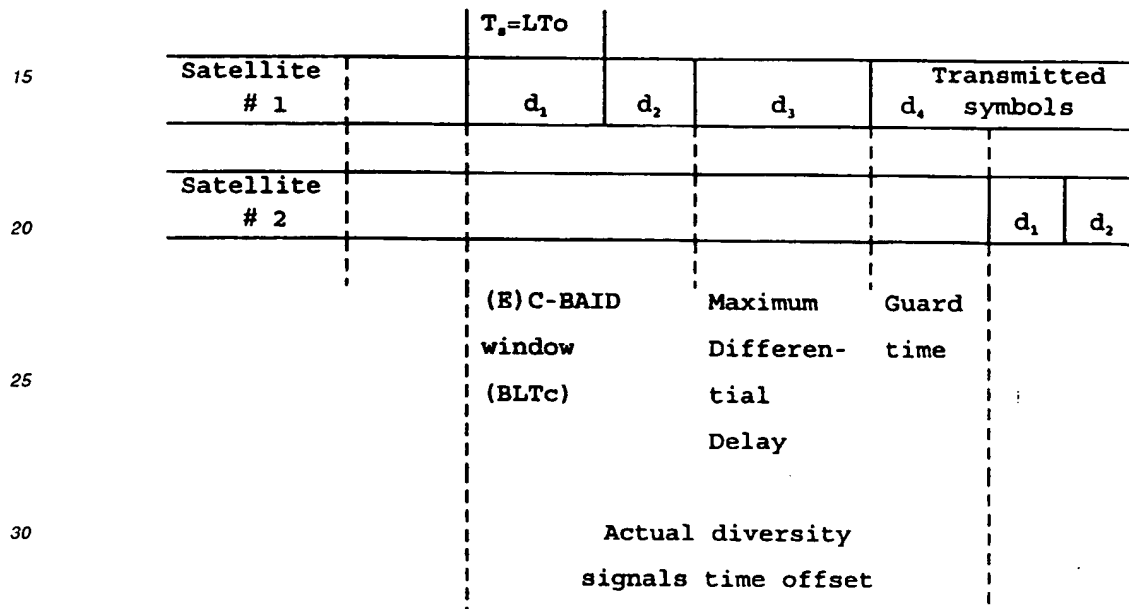 Tₛ=LTo
15
Satellite
# 1
d₁
d₂
d₃
d₄
Transmitted
symbols
Satellite
# 2
20
d₁
d₂
(E)C-BAID
window
(BLTc)
Maximum
Differen-
tial
Delay
Guard
time
25
30
Actual diversity
signals time offset